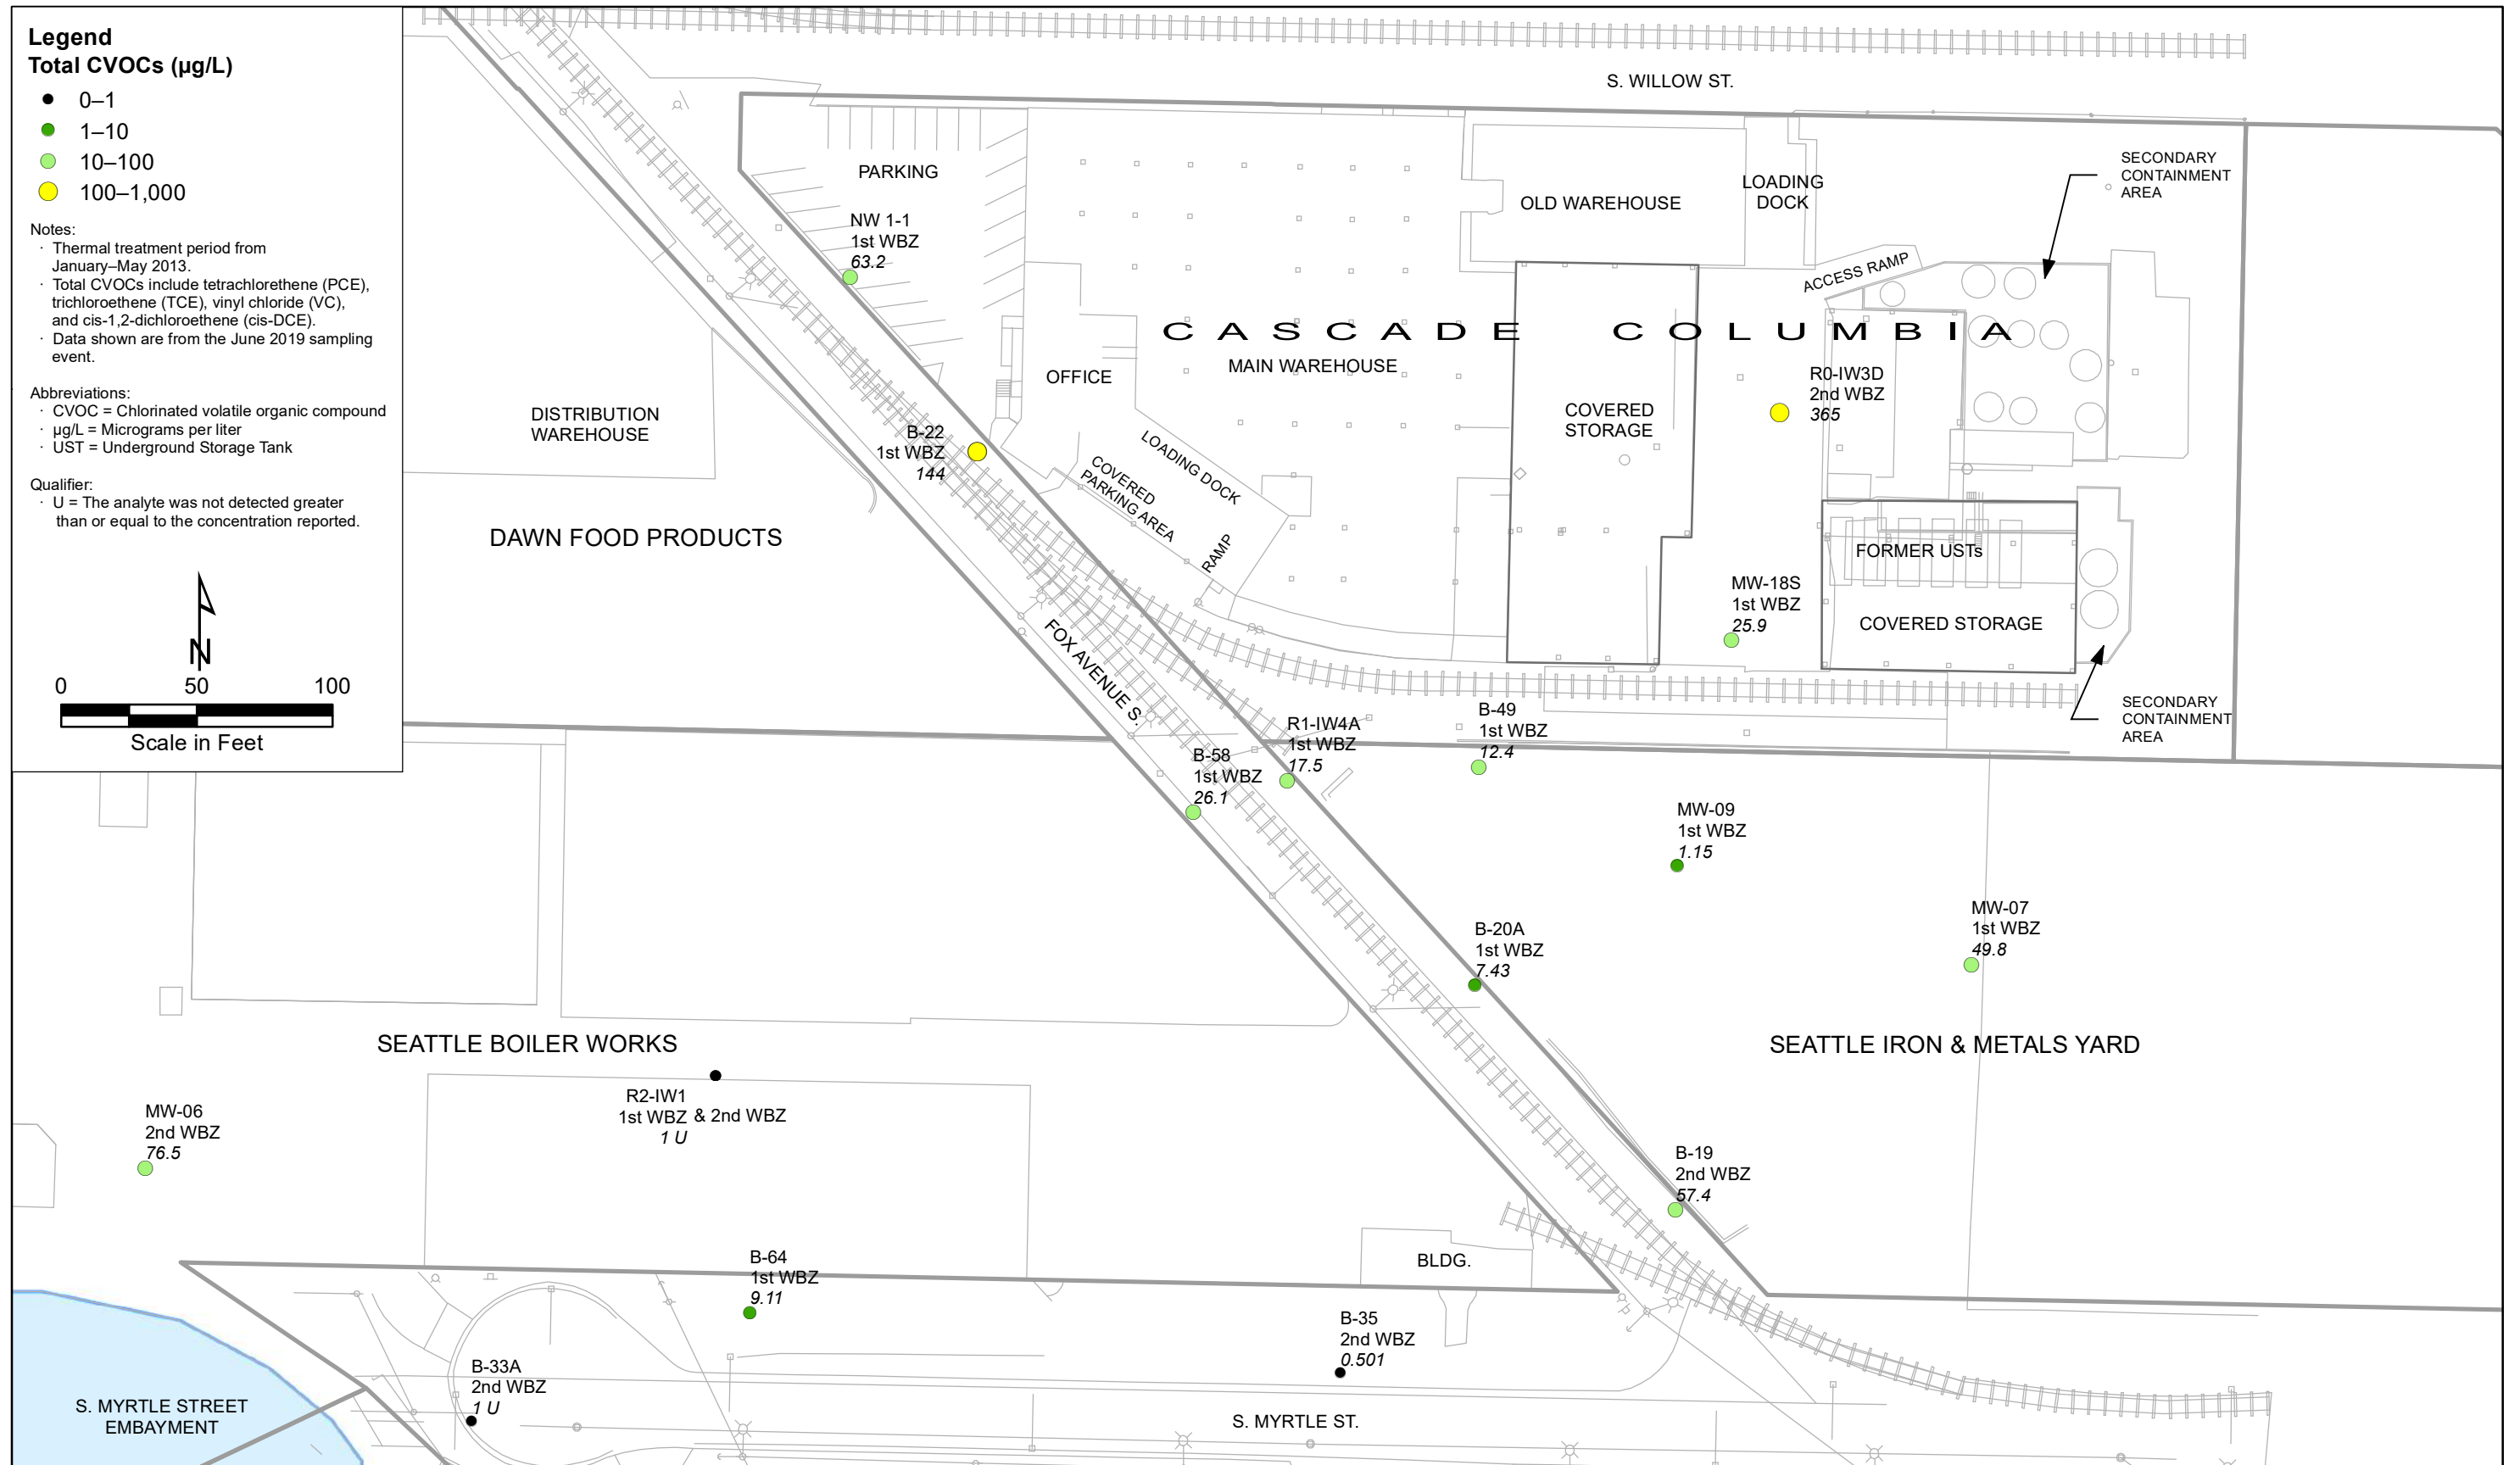 Legend
Total CVOCs (µg/L)
0–1
1–10
10–100
100–1,000
Notes:
· Thermal treatment period from
January–May 2013.
· Total CVOCs include tetrachlorethene (PCE),
trichloroethene (TCE), vinyl chloride (VC),
and cis-1,2-dichloroethene (cis-DCE).
· Data shown are from the June 2019 sampling
event.
Abbreviations:
· CVOC = Chlorinated volatile organic compound
· µg/L = Micrograms per liter
· UST = Underground Storage Tank
Qualifier:
· U = The analyte was not detected greater
than or equal to the concentration reported.
N
0 50 100
Scale in Feet
S. WILLOW ST.
PARKING
NW 1-1
1st WBZ
63.2
OLD WAREHOUSE
LOADING
DOCK
SECONDARY
CONTAINMENT
AREA
ACCESS RAMP
CASCADE COLUMBIA
OFFICE
MAIN WAREHOUSE
COVERED
STORAGE
R0-IW3D
2nd WBZ
365
DISTRIBUTION
WAREHOUSE
B-22
1st WBZ
144
LOADING DOCK
COVERED
PARKING AREA
RAMP
DAWN FOOD PRODUCTS
FORMER USTs
MW-18S
1st WBZ
25.9
COVERED STORAGE
FOX AVENUE S.
SECONDARY
CONTAINMENT
AREA
B-58
1st WBZ
26.1
R1-IW4A
1st WBZ
17.5
B-49
1st WBZ
12.4
MW-09
1st WBZ
1.15
B-20A
1st WBZ
7.43
MW-07
1st WBZ
49.8
SEATTLE BOILER WORKS
SEATTLE IRON & METALS YARD
R2-IW1
1st WBZ & 2nd WBZ
1 U
MW-06
2nd WBZ
76.5
B-19
2nd WBZ
57.4
B-64
1st WBZ
9.11
BLDG.
B-35
2nd WBZ
0.501
B-33A
2nd WBZ
1 U
S. MYRTLE STREET
EMBAYMENT
S. MYRTLE ST.